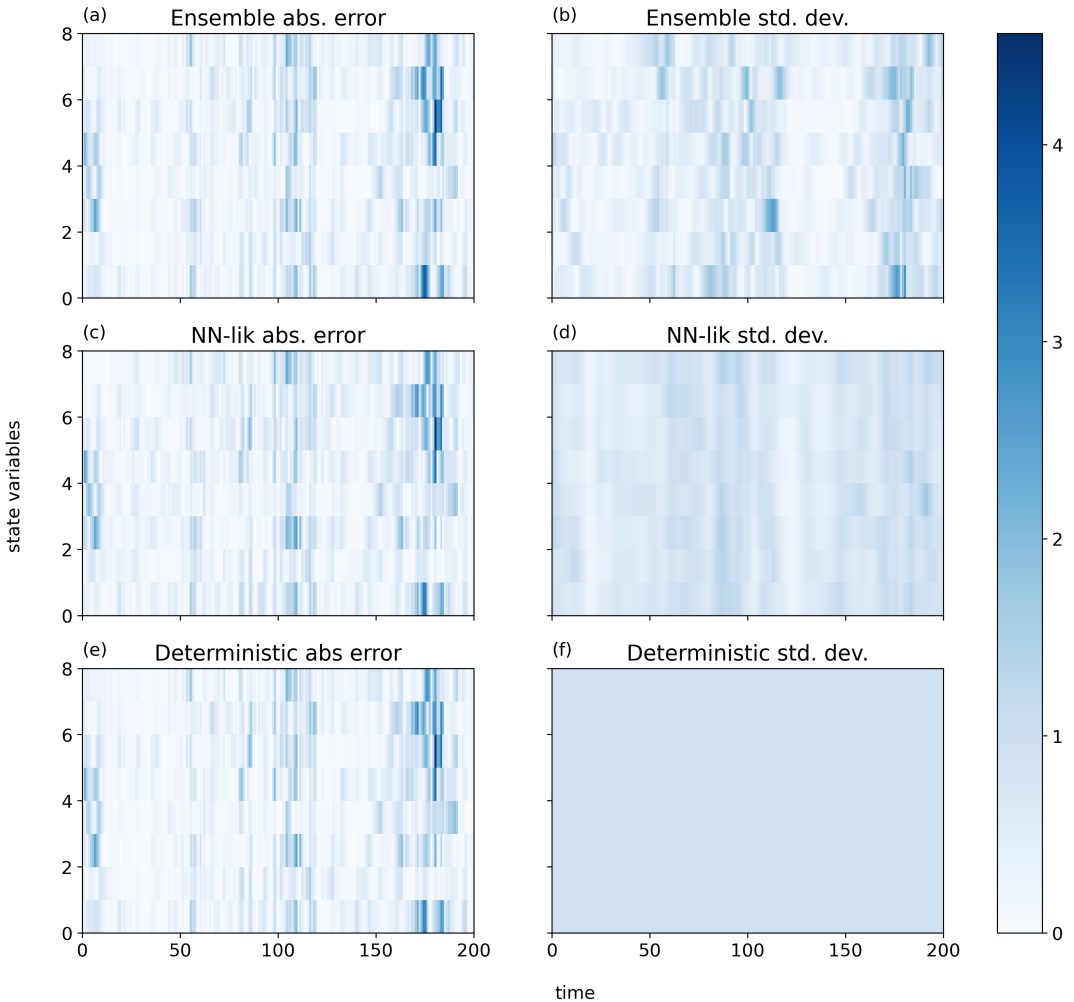 (a) Ensemble abs. error
(b) Ensemble std. dev.
8
6
4
2
0
4
3
2
1
0
(c) NN-lik abs. error
(d) NN-lik std. dev.
8
6
4
2
0
state variables
(e) Deterministic abs error
(f) Deterministic std. dev.
8
6
4
2
0
0 50 100 150 200
0 50 100 150 200
time